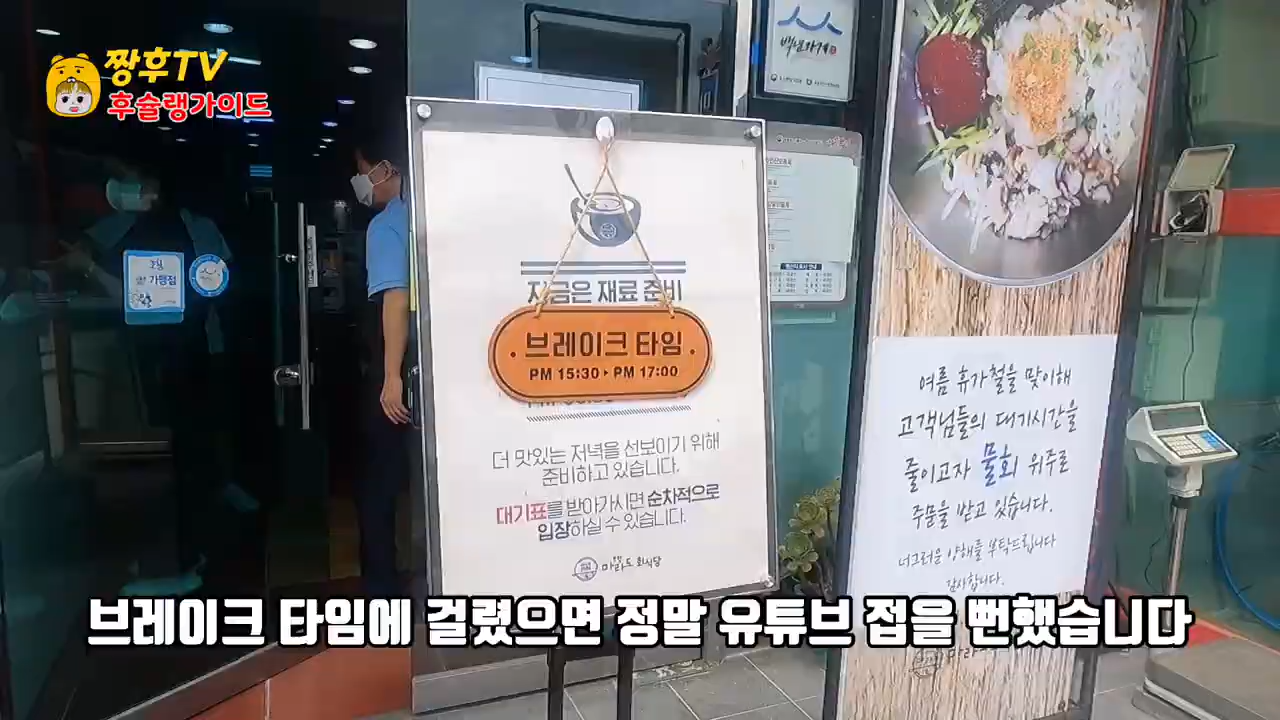 짱후TV
후슐랭가이드
백년가게
가맹점
지금은 재료 준비
브레이크 타임
PM 15:30 ▸ PM 17:00
더 맛있는 저녁을 선보이기 위해
준비하고 있습니다.
대기표를 받아가시면 순차적으로
입장하실 수 있습니다.
마라도 회식당
여름 휴가철을 맞이해
고객님들의 대기시간을
줄이고자 물회 위주로
주문을 받고 있습니다.
너그러운 양해를 부탁드립니다
감사합니다.
브레이크 타임에 걸렸으면 정말 유튜브 접을 뻔했습니다